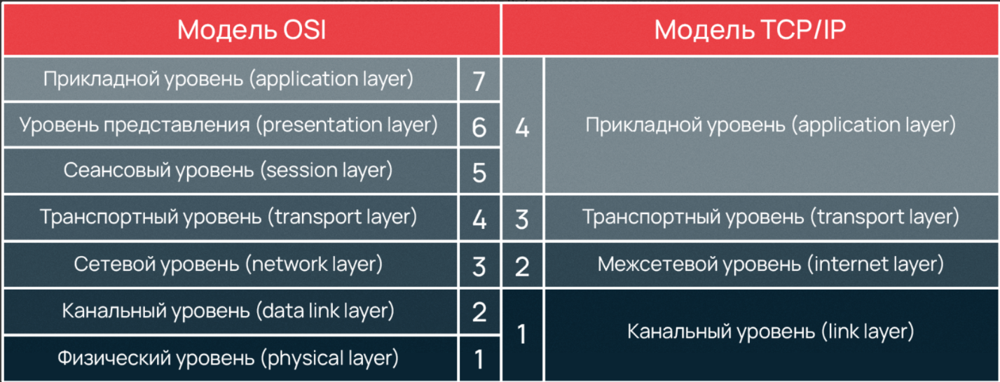 Модель OSI
Модель TCP/IP
Прикладной уровень (application layer)
7
Уровень представления (presentation layer)
6
Сеансовый уровень (session layer)
5
4
Прикладной уровень (application layer)
Транспортный уровень (transport layer)
4
3
Транспортный уровень (transport layer)
Сетевой уровень (network layer)
3
2
Межсетевой уровень (internet layer)
Канальный уровень (data link layer)
2
Физический уровень (physical layer)
1
1
Канальный уровень (link layer)